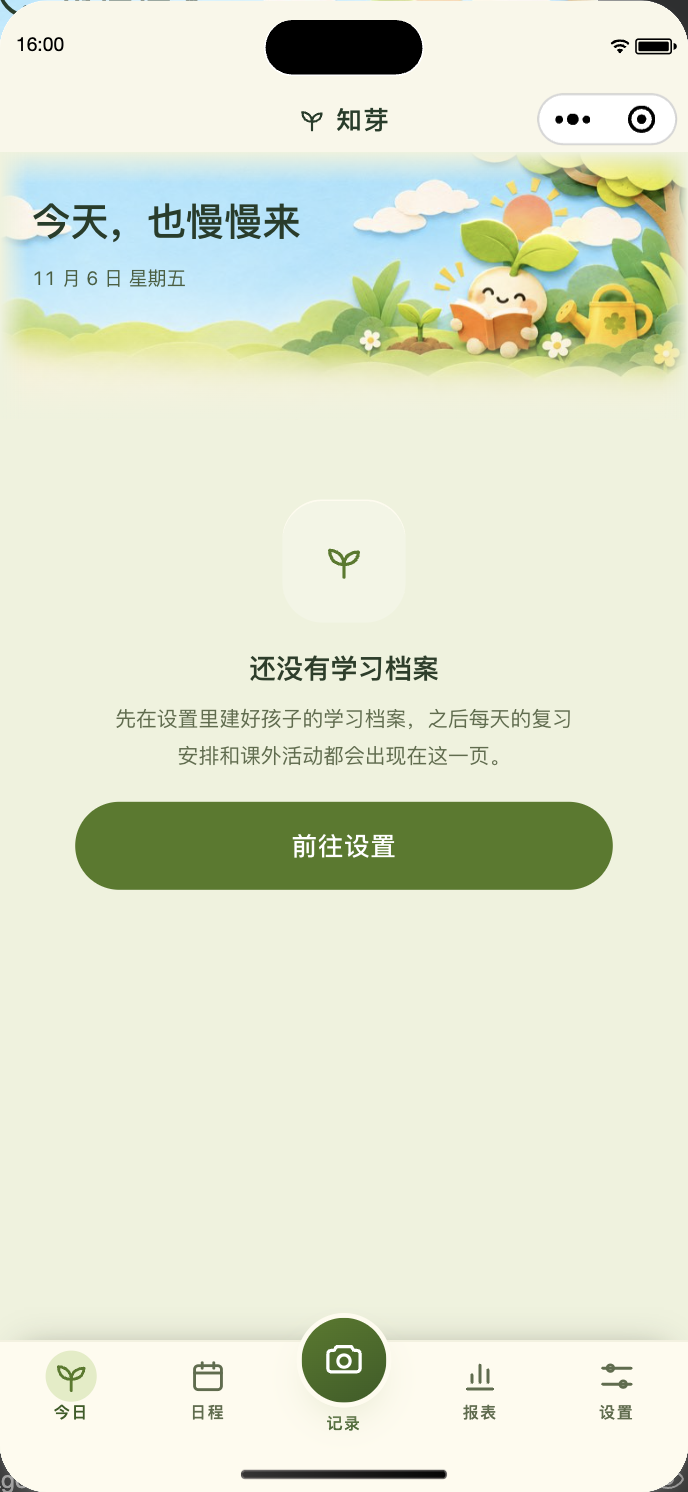 16:00
知芽
今天，也慢慢来
11 月 6 日 星期五
还没有学习档案
先在设置里建好孩子的学习档案，之后每天的复习
安排和课外活动都会出现在这一页。
前往设置
今日
日程
记录
报表
设置